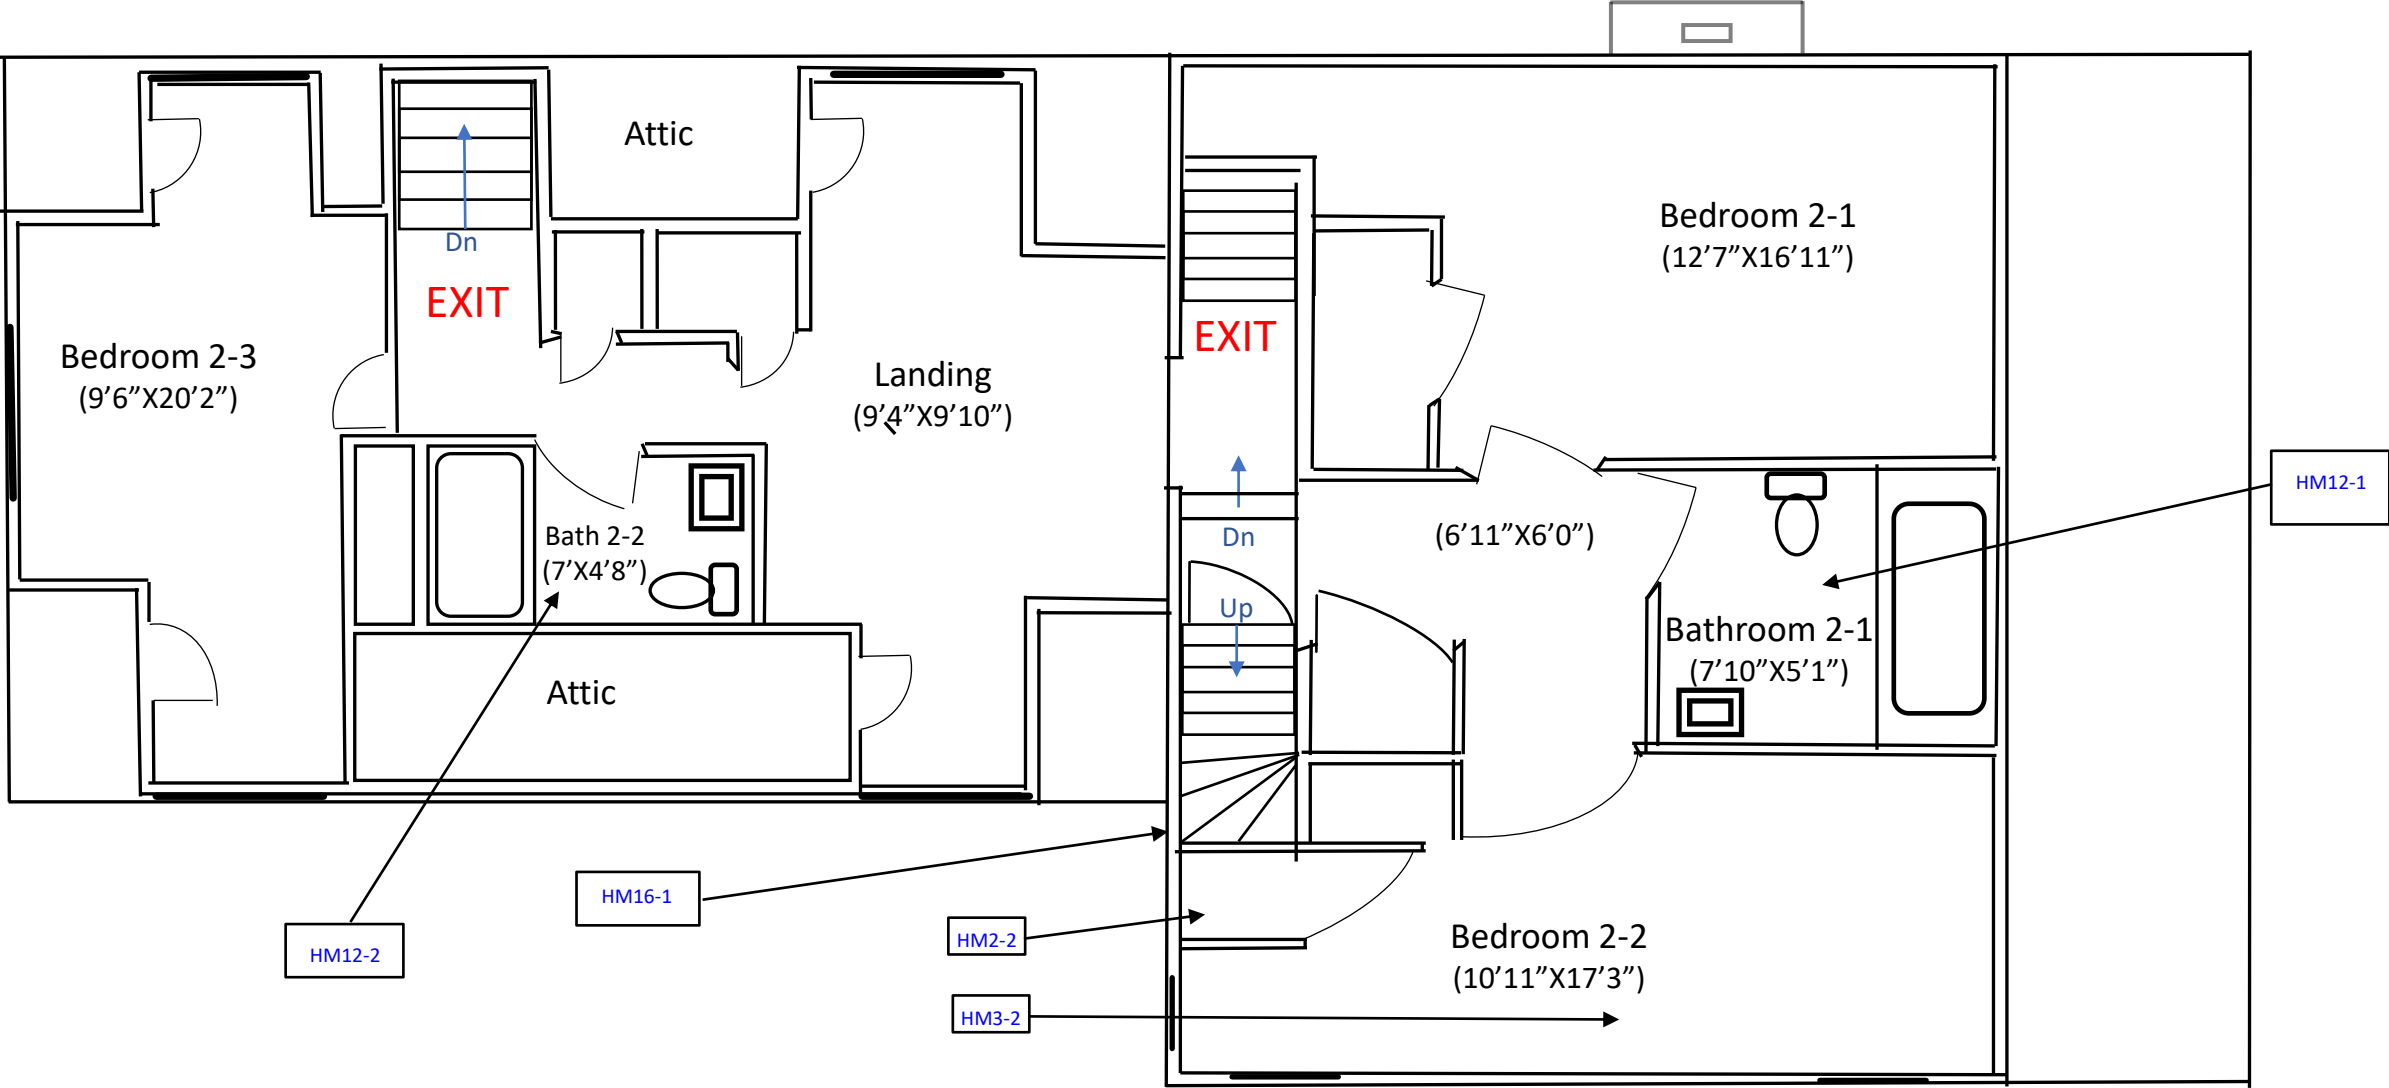 Attic
Dn
EXIT
Bedroom 2-3
(9’6”X20’2”)
Landing
(9’4”X9’10”)
Bath 2-2
(7’X4’8”)
Attic
EXIT
Dn
Up
Bedroom 2-1
(12’7”X16’11”)
(6’11”X6’0”)
Bathroom 2-1
(7’10”X5’1”)
HM12-1
HM16-1
HM12-2
HM2-2
HM3-2
Bedroom 2-2
(10’11”X17’3”)